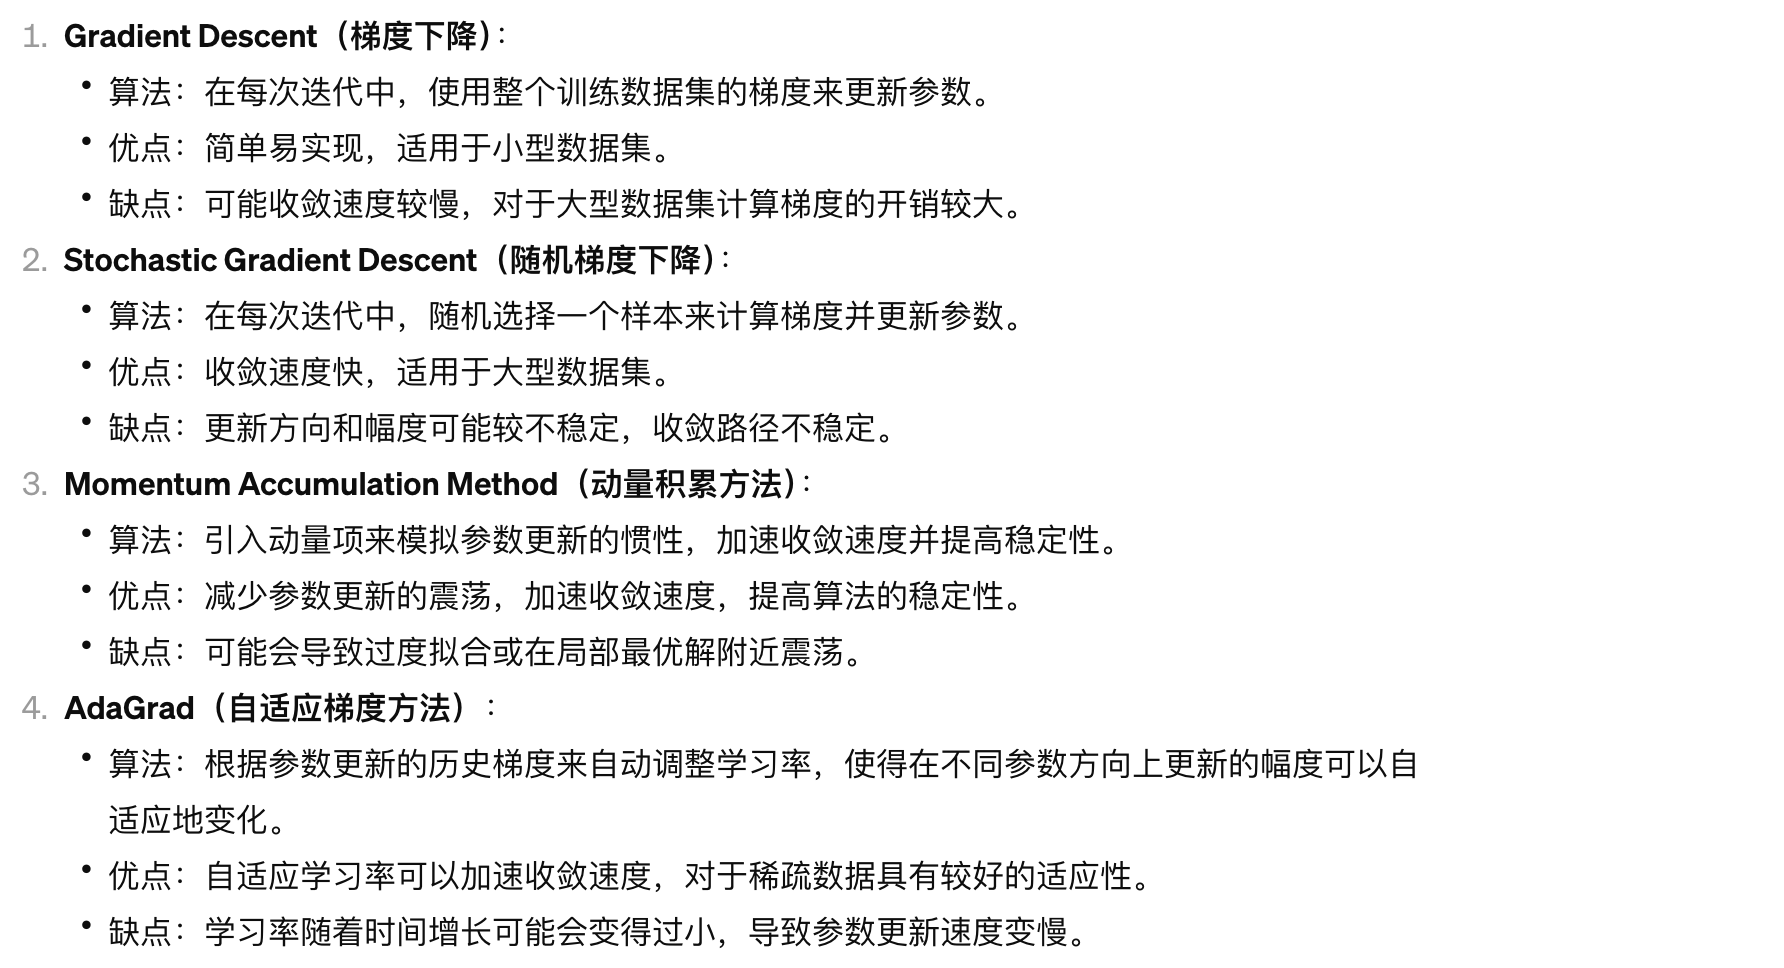 1. Gradient Descent（梯度下降）：
• 算法：在每次迭代中，使用整个训练数据集的梯度来更新参数。
• 优点：简单易实现，适用于小型数据集。
• 缺点：可能收敛速度较慢，对于大型数据集计算梯度的开销较大。
2. Stochastic Gradient Descent（随机梯度下降）：
• 算法：在每次迭代中，随机选择一个样本来计算梯度并更新参数。
• 优点：收敛速度快，适用于大型数据集。
• 缺点：更新方向和幅度可能较不稳定，收敛路径不稳定。
3. Momentum Accumulation Method（动量积累方法）：
• 算法：引入动量项来模拟参数更新的惯性，加速收敛速度并提高稳定性。
• 优点：减少参数更新的震荡，加速收敛速度，提高算法的稳定性。
• 缺点：可能会导致过度拟合或在局部最优解附近震荡。
4. AdaGrad（自适应梯度方法）：
• 算法：根据参数更新的历史梯度来自动调整学习率，使得在不同参数方向上更新的幅度可以自
适应地变化。
• 优点：自适应学习率可以加速收敛速度，对于稀疏数据具有较好的适应性。
• 缺点：学习率随着时间增长可能会变得过小，导致参数更新速度变慢。